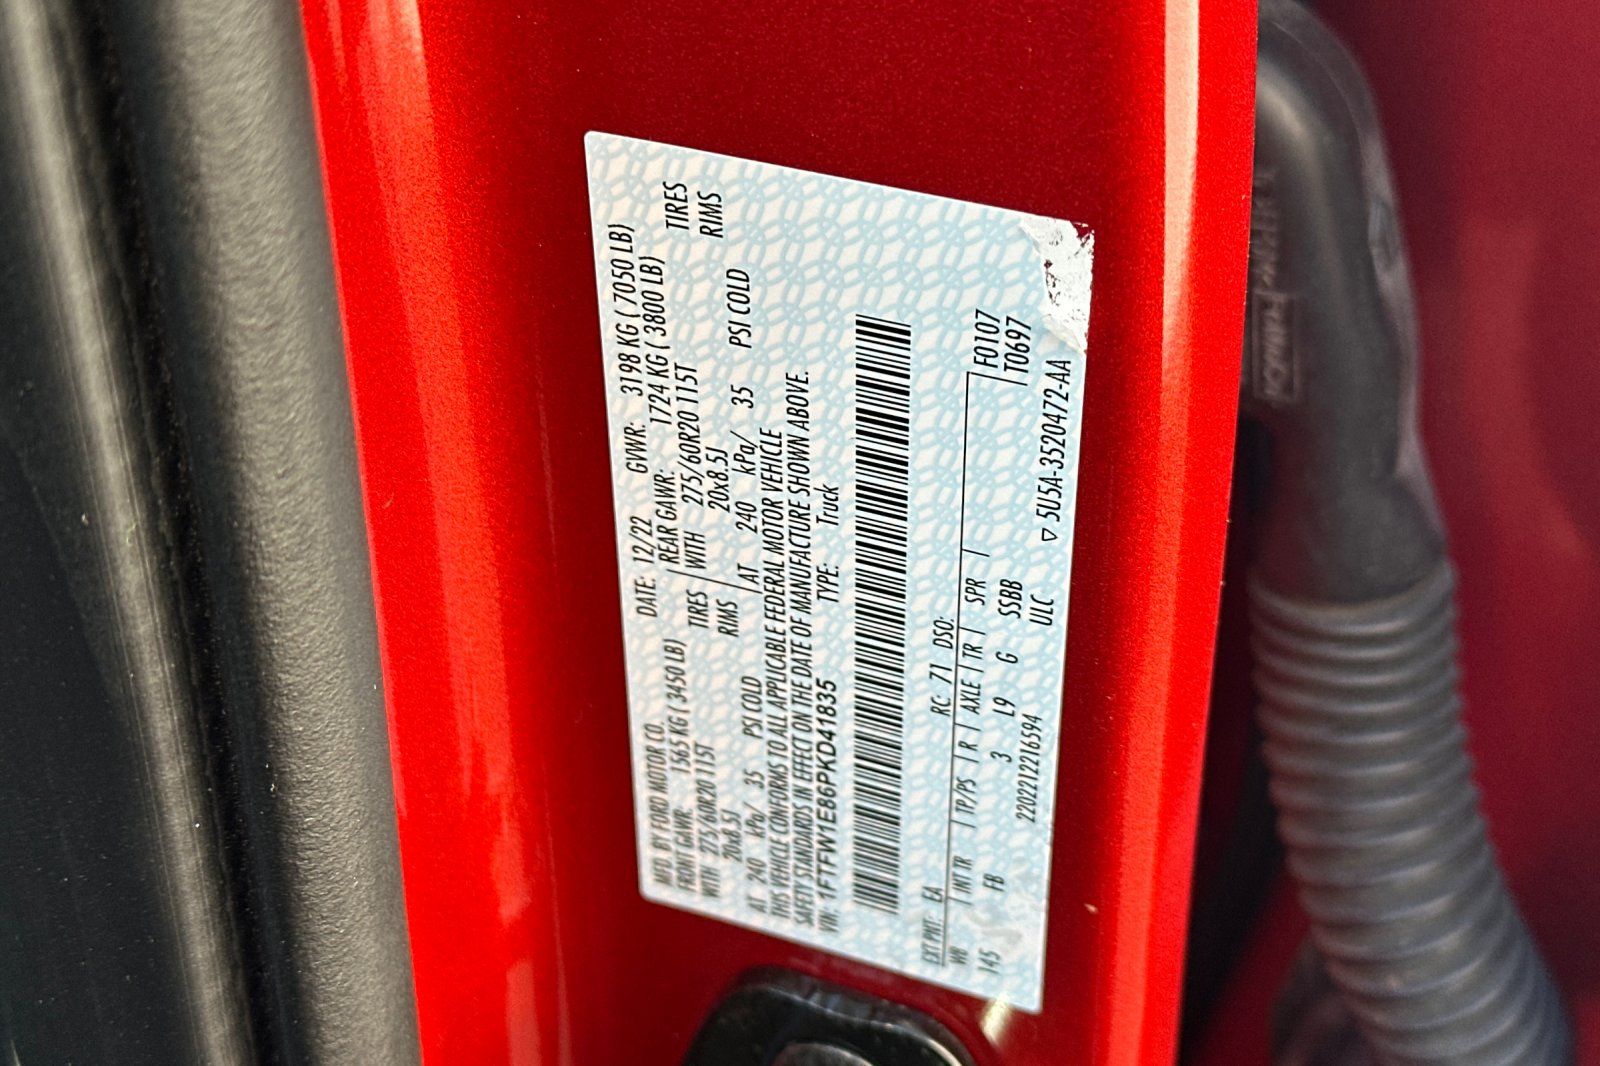 MFD. BY FORD MOTOR CO.
DATE: 12/22 GVWR: 3198 KG ( 7050 LB)
FRONT GAWR: 1565 KG ( 3450 LB) REAR GAWR: 1724 KG ( 3800 LB)
WITH 275/60R20 115T TIRES WITH 275/60R20 115T TIRES
20x8.5J RIMS 20x8.5J RIMS
AT 240 kPa/ 35 PSI COLD AT 240 kPa/ 35 PSI COLD
THIS VEHICLE CONFORMS TO ALL APPLICABLE FEDERAL MOTOR VEHICLE
SAFETY STANDARDS IN EFFECT ON THE DATE OF MANUFACTURE SHOWN ABOVE.
VIN: 1FTFW1E86PKD41835 TYPE: Truck
EXT PNT: EA RC: 71 DSO:
WB INT TR TP/PS R AXLE TR SPR F0107
145 FB 3 L9 G SSBB T0697
ULC
220221216594 ▽ 5U5A-3520472-AA